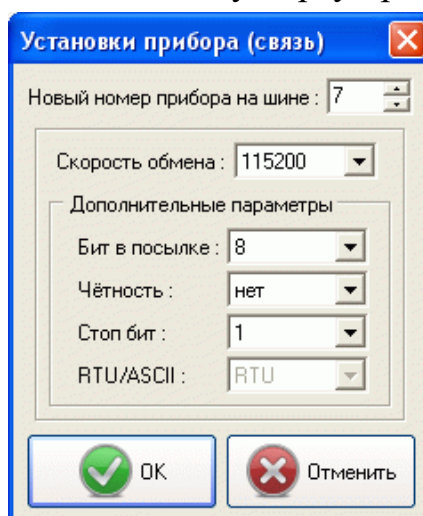 Установки прибора (связь)
Новый номер прибора на шине : 7
Скорость обмена : 115200
Дополнительные параметры
Бит в посылке : 8
Чётность : нет
Стоп бит : 1
RTU/ASCII : RTU
ОК Отменить